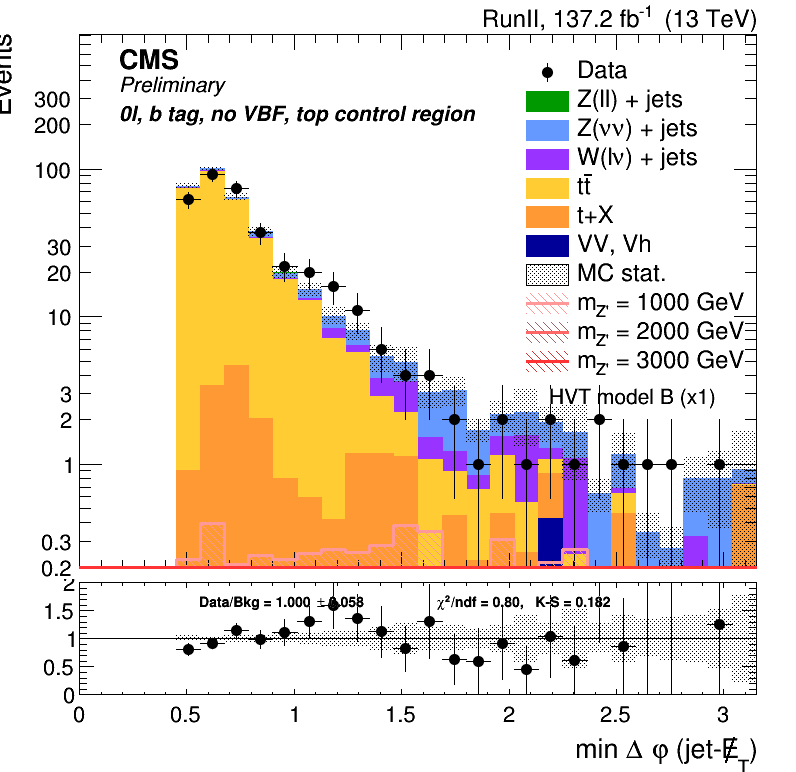 RunII, 137.2 fb⁻¹ (13 TeV)
Events
CMS
Preliminary
0l, b tag, no VBF, top control region
Data
Z(ll) + jets
Z(νν) + jets
W(lν) + jets
tt̄
t+X
VV, Vh
MC stat.
m_Z' = 1000 GeV
m_Z' = 2000 GeV
m_Z' = 3000 GeV
HVT model B (x1)
300
200
100
30
20
10
3
2
1
0.3
0.2
2
1.5
1
0.5
0
Data/Bkg = 1.000 ± 0.058
χ²/ndf = 0.80, K-S = 0.182
0 0.5 1 1.5 2 2.5 3
min Δ φ (jet-E̸_T)